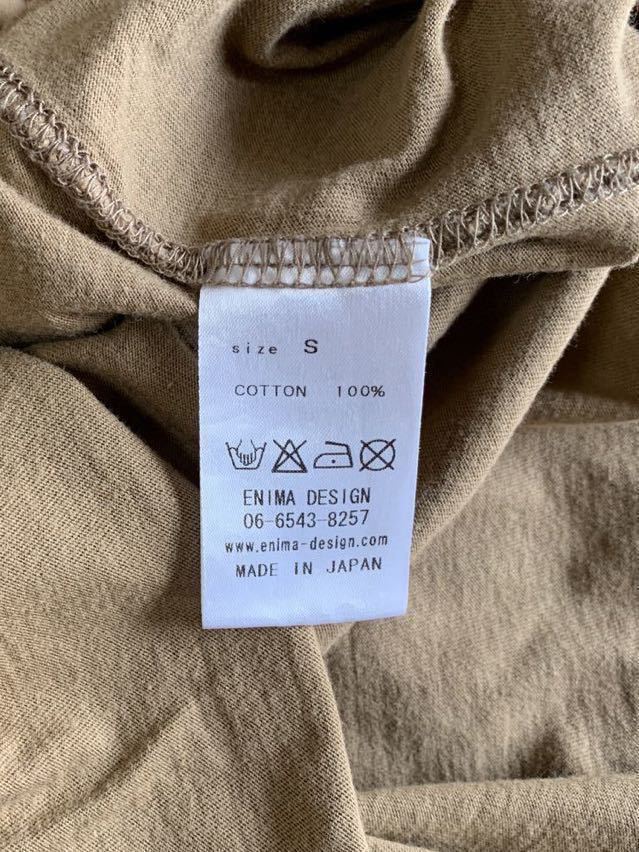 size S
COTTON 100%
ENIMA DESIGN
06-6543-8257
www.enima-design.com
MADE IN JAPAN